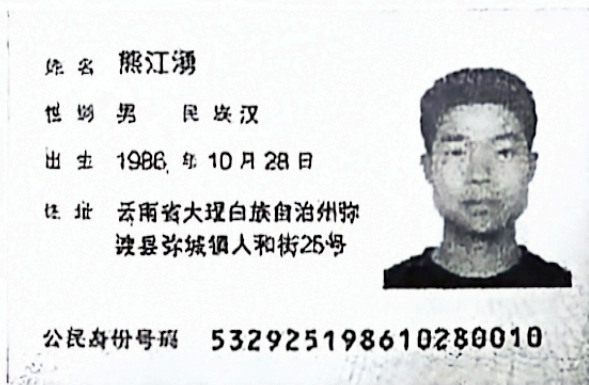 姓名 熊江湧
性别 男 民族 汉
出生 1986 年 10 月 28 日
住址 云南省大理白族自治州弥
渡县弥城镇人和街25号
公民身份号码 532925198610280010